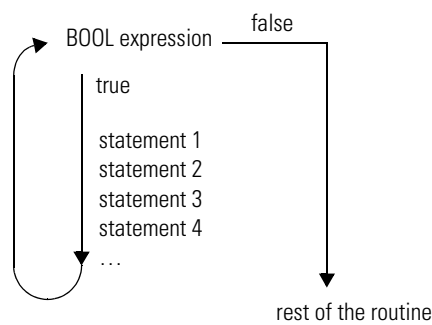 BOOL expression
false
true
statement 1
statement 2
statement 3
statement 4
…
rest of the routine